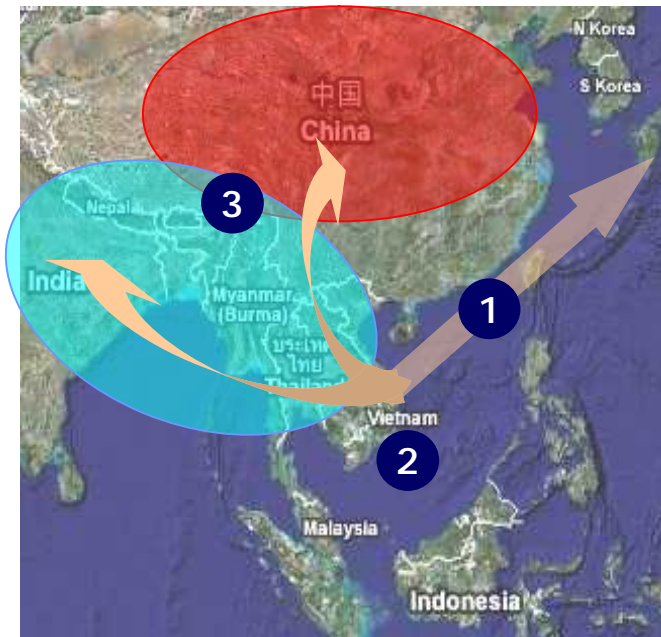 N Korea
S Korea
中国
China
Nepal
3
India
Myanmar
(Burma)
1
ประเทศ
ไทย
Thailand
Vietnam
2
Malaysia
Indonesia